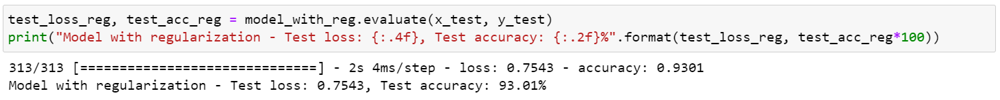 test_loss_reg, test_acc_reg = model_with_reg.evaluate(x_test, y_test)
print("Model with regularization - Test loss: {:.4f}, Test accuracy: {:.2f}%".format(test_loss_reg, test_acc_reg*100))
313/313 [==============================] - 2s 4ms/step - loss: 0.7543 - accuracy: 0.9301
Model with regularization - Test loss: 0.7543, Test accuracy: 93.01%